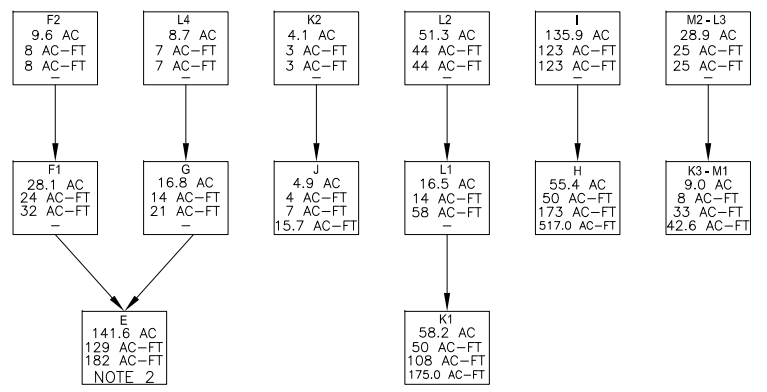 F2
9.6 AC
8 AC-FT
8 AC-FT
-
L4
8.7 AC
7 AC-FT
7 AC-FT
-
K2
4.1 AC
3 AC-FT
3 AC-FT
-
L2
51.3 AC
44 AC-FT
44 AC-FT
-
I
135.9 AC
123 AC-FT
123 AC-FT
-
M2-L3
28.9 AC
25 AC-FT
25 AC-FT
-
F1
28.1 AC
24 AC-FT
32 AC-FT
-
G
16.8 AC
14 AC-FT
21 AC-FT
-
J
4.9 AC
4 AC-FT
7 AC-FT
15.7 AC-FT
L1
16.5 AC
14 AC-FT
58 AC-FT
-
H
55.4 AC
50 AC-FT
173 AC-FT
517.0 AC-FT
K3-M1
9.0 AC
8 AC-FT
33 AC-FT
42.6 AC-FT
E
141.6 AC
129 AC-FT
182 AC-FT
NOTE 2
K1
58.2 AC
50 AC-FT
108 AC-FT
175.0 AC-FT